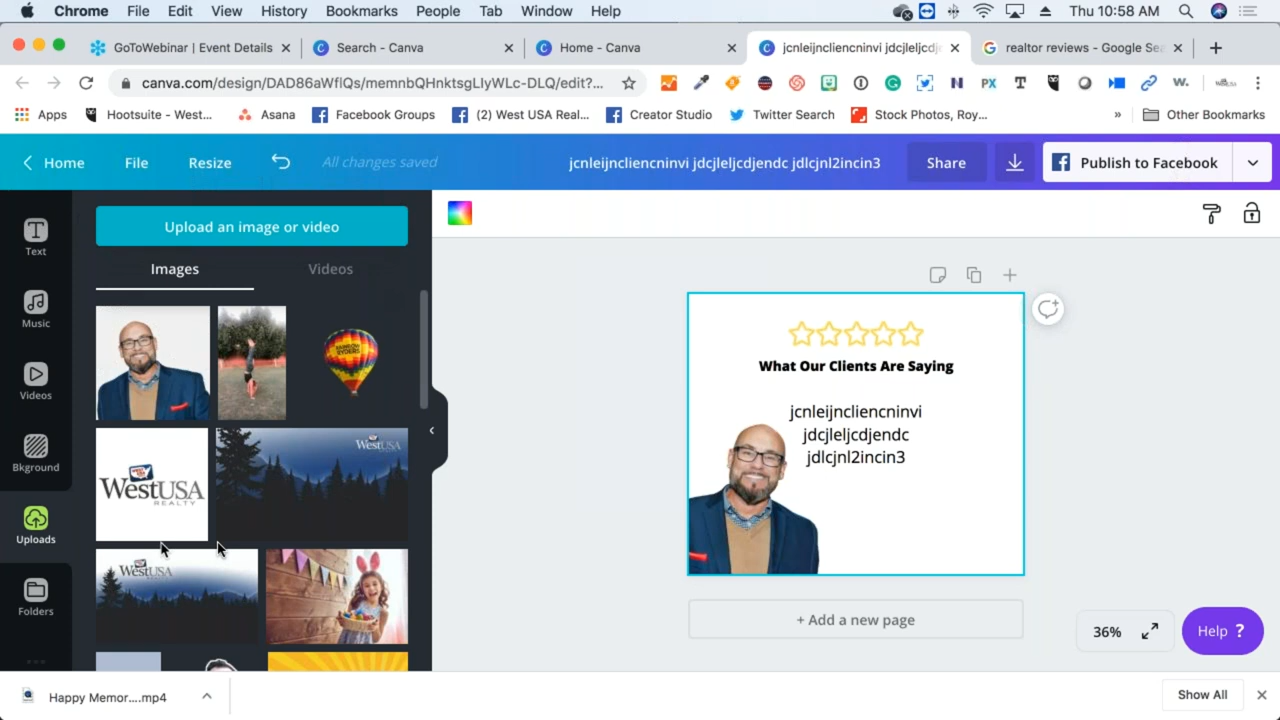 Chrome File Edit View History Bookmarks People Tab Window Help Thu 10:58 AM
GoToWebinar | Event Details
Search - Canva
Home - Canva
jcnleijncliencninvi jdcjleljcdj
realtor reviews - Google Sea
canva.com/design/DAD86aWflQs/memnbQHnktsgLlyWLc-DLQ/edit?...
Apps
Hootsuite - West...
Asana
Facebook Groups
(2) West USA Real...
Creator Studio
Twitter Search
Stock Photos, Roy...
»
Other Bookmarks
Home File Resize All changes saved jcnleijncliencninvi jdcjleljcdjendc jdlcjnl2incin3 Share Publish to Facebook
Upload an image or video
Images Videos
Text
Music
Videos
Bkground
Uploads
Folders
RAINBOW
RYDERS
WestUSA
REALTY
WestUSA
WestUSA
What Our Clients Are Saying
jcnleijncliencninvi
jdcjleljcdjendc
jdlcjnl2incin3
+ Add a new page
36%
Help ?
Happy Memor....mp4
Show All